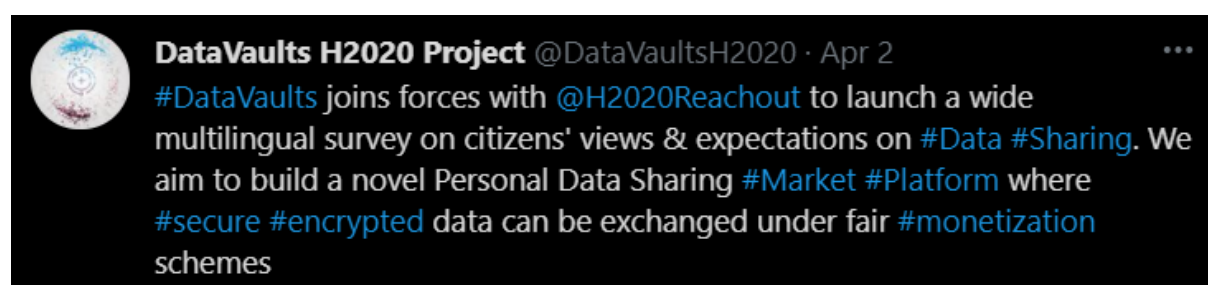 DataVaults H2020 Project @DataVaultsH2020 · Apr 2
#DataVaults joins forces with @H2020Reachout to launch a wide
multilingual survey on citizens' views & expectations on #Data #Sharing. We
aim to build a novel Personal Data Sharing #Market #Platform where
#secure #encrypted data can be exchanged under fair #monetization
schemes